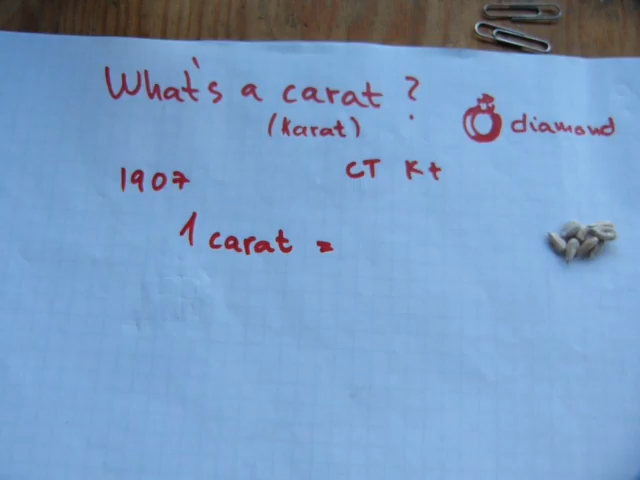 What's a carat ?
(Karat)
diamond
1907
CT Kt
1 carat =